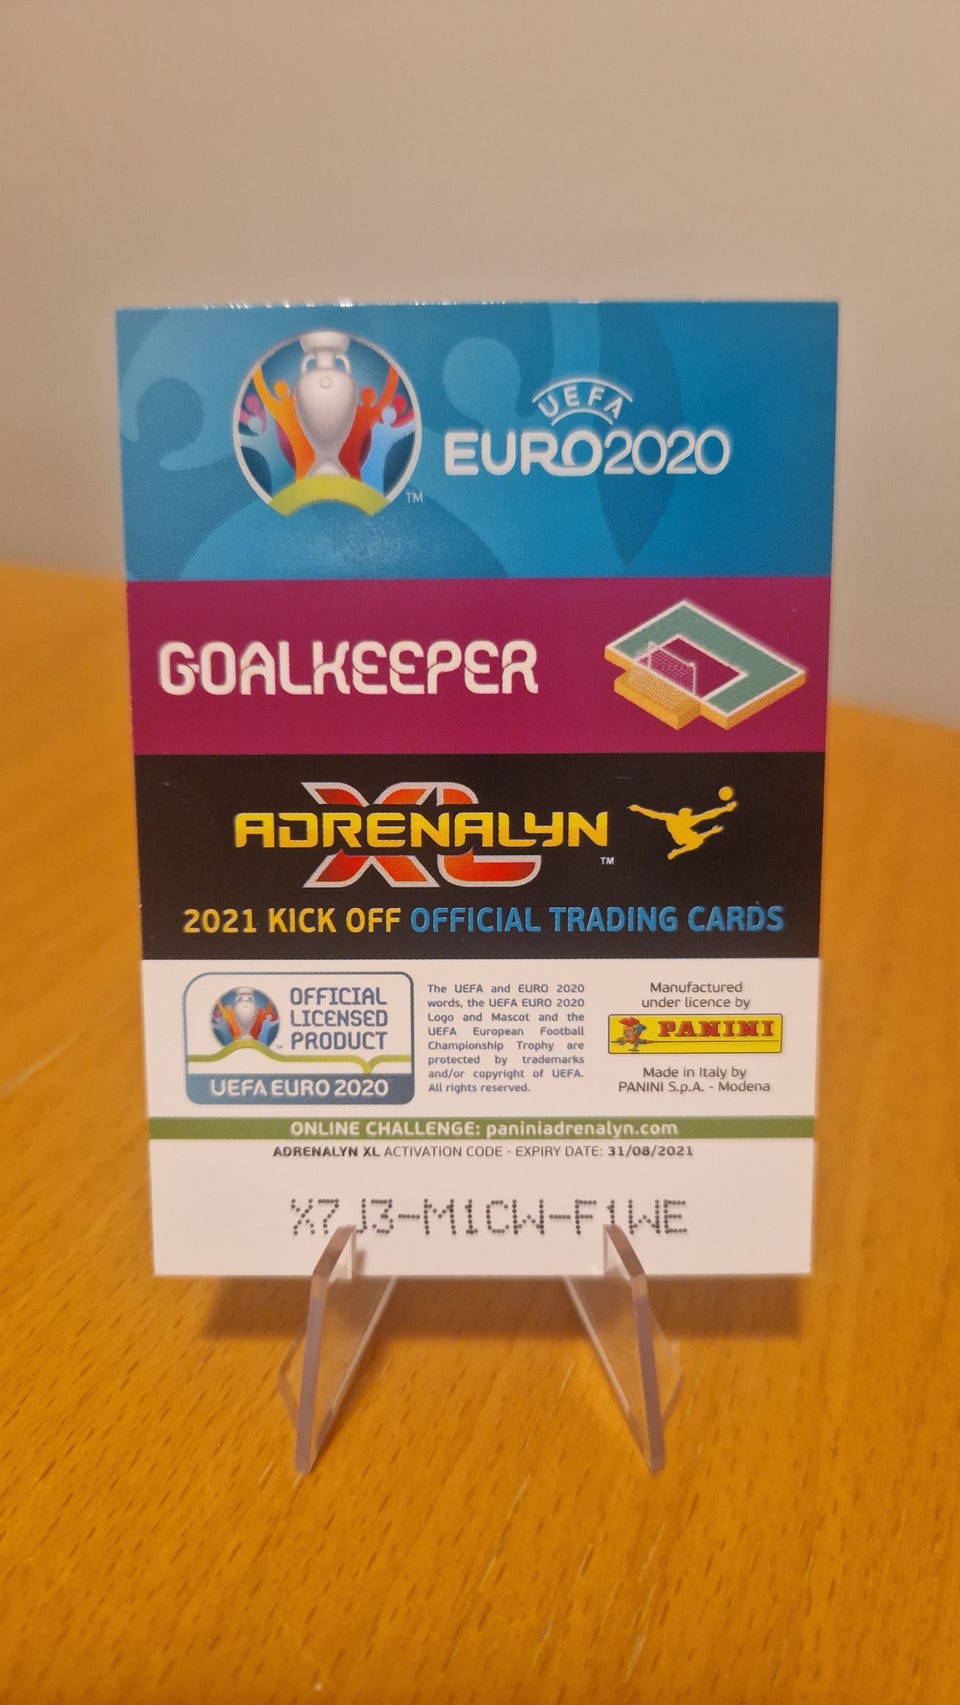 UEFA
EURO2020
TM
GOALKEEPER
ADRENALYN
XL
TM
2021 KICK OFF OFFICIAL TRADING CARDS
OFFICIAL
LICENSED
PRODUCT
TM
UEFA EURO 2020
The UEFA and EURO 2020
words, the UEFA EURO 2020
Logo and Mascot and the
UEFA European Football
Championship Trophy are
protected by trademarks
and/or copyright of UEFA.
All rights reserved.
Manufactured
under licence by
PANINI
Made in Italy by
PANINI S.p.A. - Modena
ONLINE CHALLENGE: paniniadrenalyn.com
ADRENALYN XL ACTIVATION CODE - EXPIRY DATE: 31/08/2021
X7J3-M1CW-F1WE